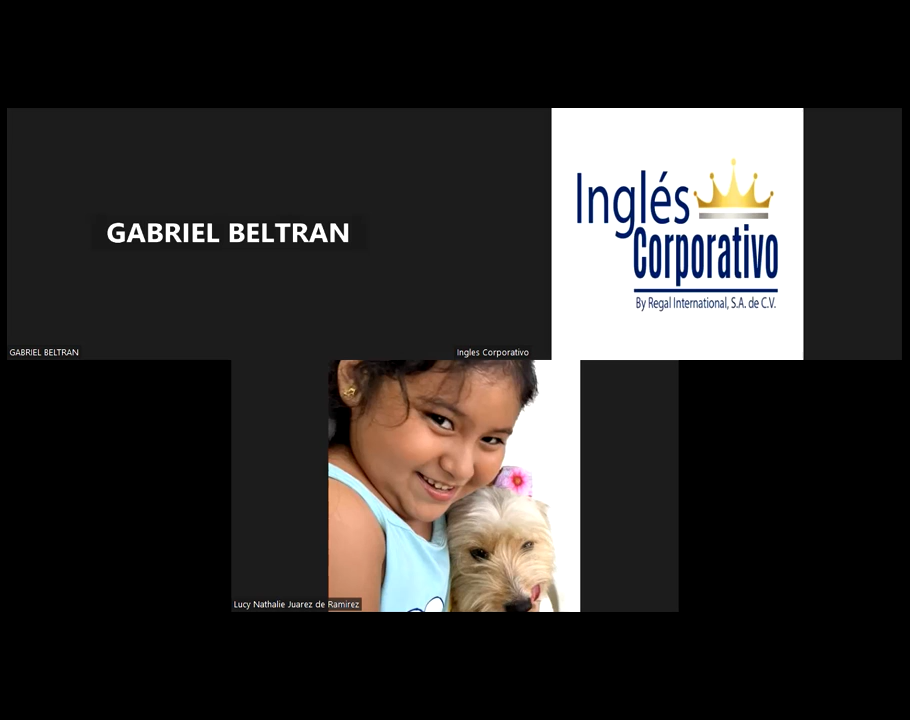 GABRIEL BELTRAN
GABRIEL BELTRAN
Inglés
Corporativo
By Regal International, S.A. de C.V.
Ingles Corporativo
Lucy Nathalie Juarez de Ramirez